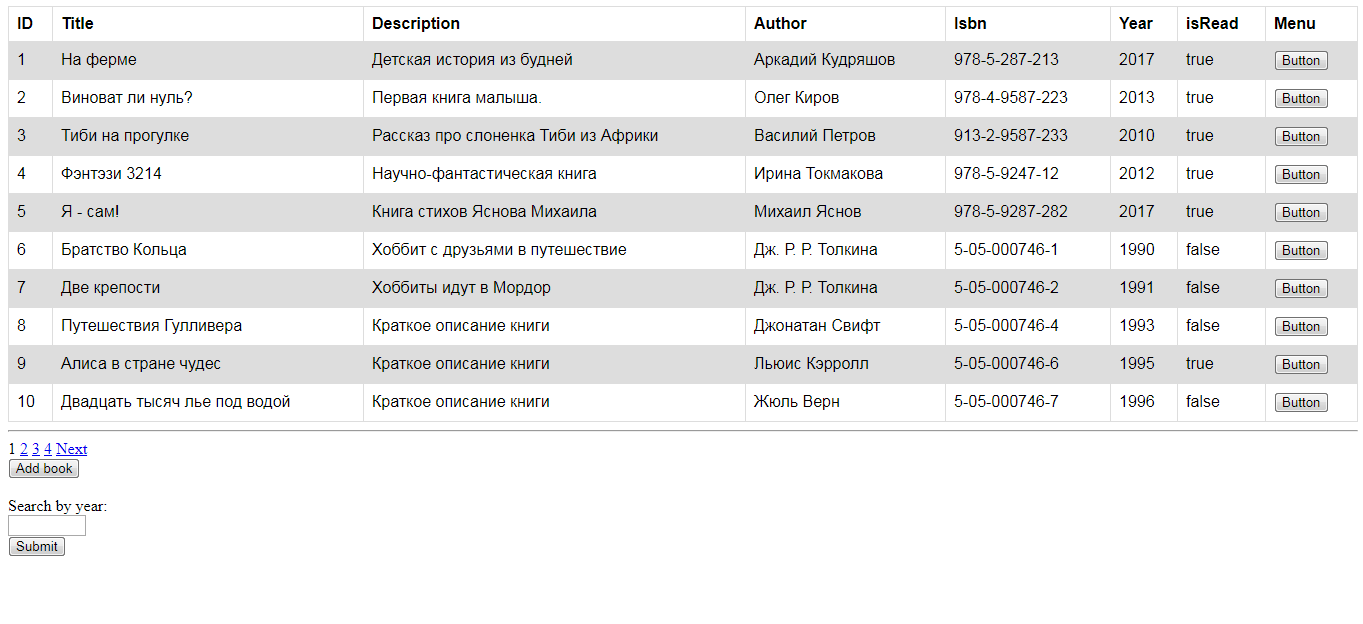 ID Title Description Author Isbn Year isRead Menu
1 На ферме Детская история из будней Аркадий Кудряшов 978-5-287-213 2017 true Button
2 Виноват ли нуль? Первая книга малыша. Олег Киров 978-4-9587-223 2013 true Button
3 Тиби на прогулке Рассказ про слоненка Тиби из Африки Василий Петров 913-2-9587-233 2010 true Button
4 Фэнтэзи 3214 Научно-фантастическая книга Ирина Токмакова 978-5-9247-12 2012 true Button
5 Я - сам! Книга стихов Яснова Михаила Михаил Яснов 978-5-9287-282 2017 true Button
6 Братство Кольца Хоббит с друзьями в путешествие Дж. Р. Р. Толкина 5-05-000746-1 1990 false Button
7 Две крепости Хоббиты идут в Мордор Дж. Р. Р. Толкина 5-05-000746-2 1991 false Button
8 Путешествия Гулливера Краткое описание книги Джонатан Свифт 5-05-000746-4 1993 false Button
9 Алиса в стране чудес Краткое описание книги Льюис Кэрролл 5-05-000746-6 1995 true Button
10 Двадцать тысяч лье под водой Краткое описание книги Жюль Верн 5-05-000746-7 1996 false Button
1 2 3 4 Next
Add book
Search by year:
Submit